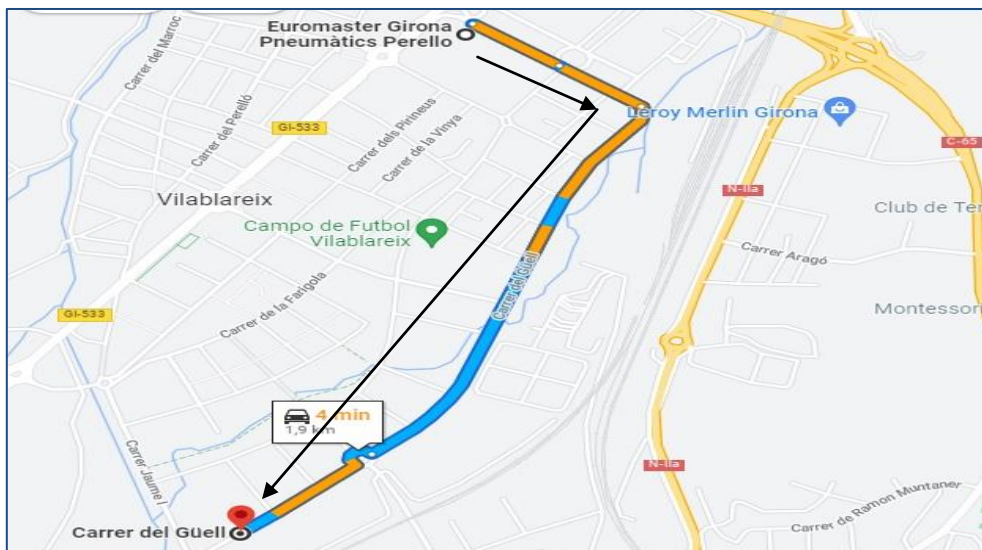 Euromaster Girona
Pneumàtics Perello
Carrer del Marroc
Carrer del Perelló
GI-533
Carrer dels Pirineus
Carrer de la Vinya
Leroy Merlin Girona
C-65
N-IIa
Vilablareix
Campo de Futbol
Vilablareix
Club de Ter
Carrer Aragó
Carrer del Güell
Montessori
GI-533
Carrer de la Farigola
4 min
1,9 km
Carrer Jaume I
N-IIa
Carrer de Ramon Muntaner
Carrer del Güell